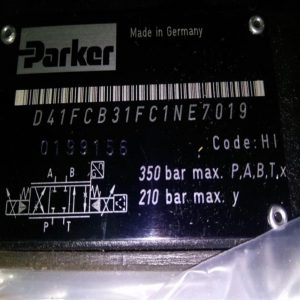 Parker
Made in Germany
D41FCB31FC1NE7019
0199156
Code:HI
A B
P T
350 bar max. P,A,B,T,x
210 bar max. y